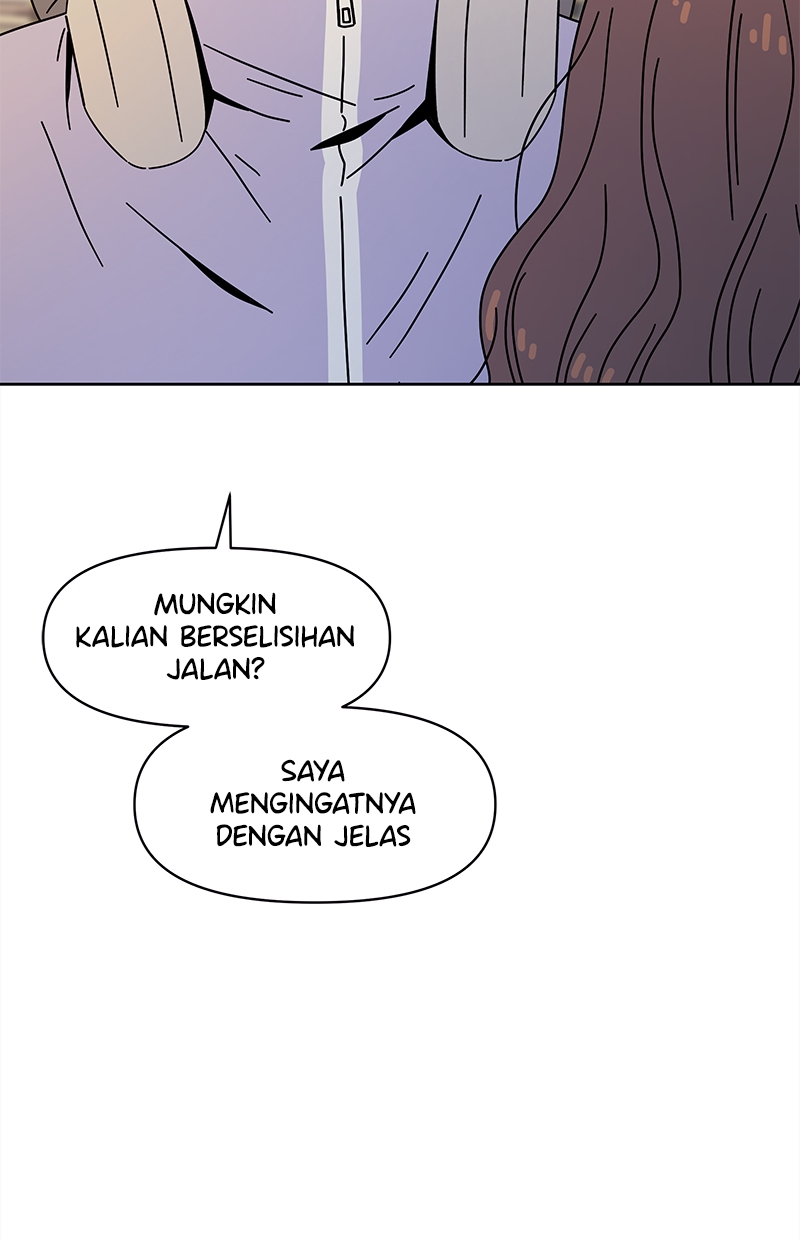 MUNGKIN
KALIAN BERSELISIHAN
JALAN?
SAYA
MENGINGATNYA
DENGAN JELAS